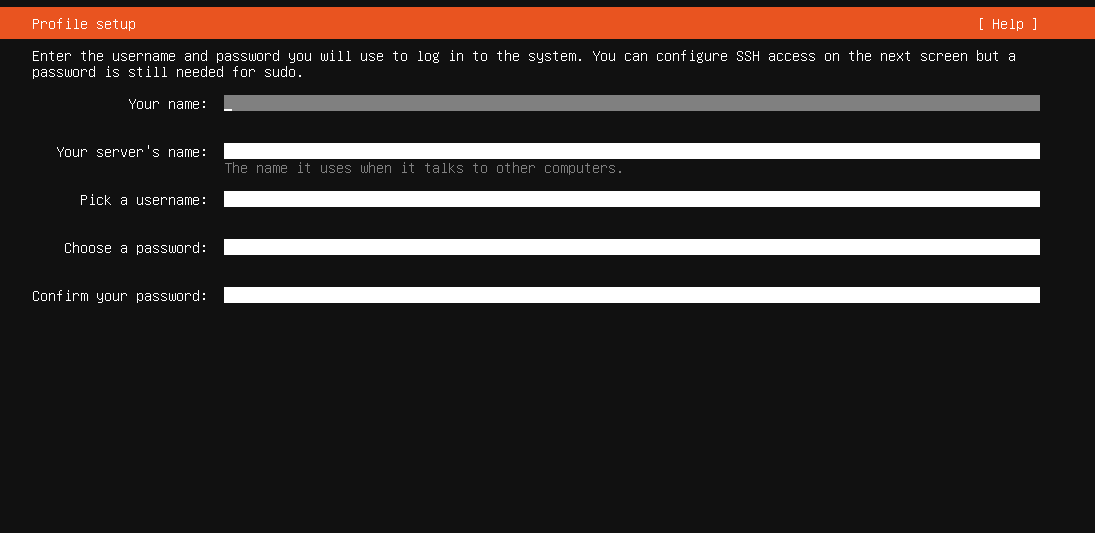 Profile setup [ Help ]
Enter the username and password you will use to log in to the system. You can configure SSH access on the next screen but a
password is still needed for sudo.
Your name:
Your server's name:
The name it uses when it talks to other computers.
Pick a username:
Choose a password:
Confirm your password: